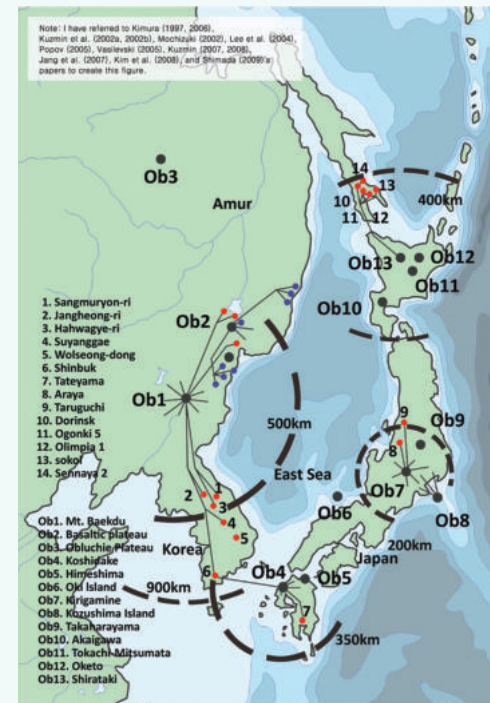 Note: I have referred to Kimura (1997, 2006),
Kuzmin et al. (2002a, 2002b), Mochizuki (2002), Lee et al. (2004),
Popov (2005), Vasilevski (2005), Kuzmin (2007, 2008),
Jang et al. (2007), Kim et al. (2008), and Shimada (2009)'s
papers to create this figure.
14
13
Ob3
10
400km
Amur
11
12
Ob13
Ob12
Ob11
Ob10
1. Sangmuryon-ri
2. Jangheong-ri
3. Hahwagye-ri
4. Suyanggae
5. Wolseong-dong
6. Shinbuk
7. Tateyama
8. Araya
9. Taruguchi
10. Dorinsk
11. Ogonki 5
12. Olimpia 1
13. sokol
14. Sennaya 2
Ob2
Ob1
500km
9
Ob9
8
East Sea
2
1
3
Ob7
4
Ob6
Ob8
5
Korea
Japan
200km
Ob1. Mt. Baekdu
Ob2. Basaltic plateau
Ob3. Obluchie Plateau
Ob4. Koshidake
Ob5. Himeshima
Ob6. Oki Island
Ob7. Kirigamine
Ob8. Kozushima Island
Ob9. Takaharayama
Ob10. Akaigawa
Ob11. Tokachi-Mitsumata
Ob12. Oketo
Ob13. Shirataki
6
Ob4
Ob5
900km
7
350km